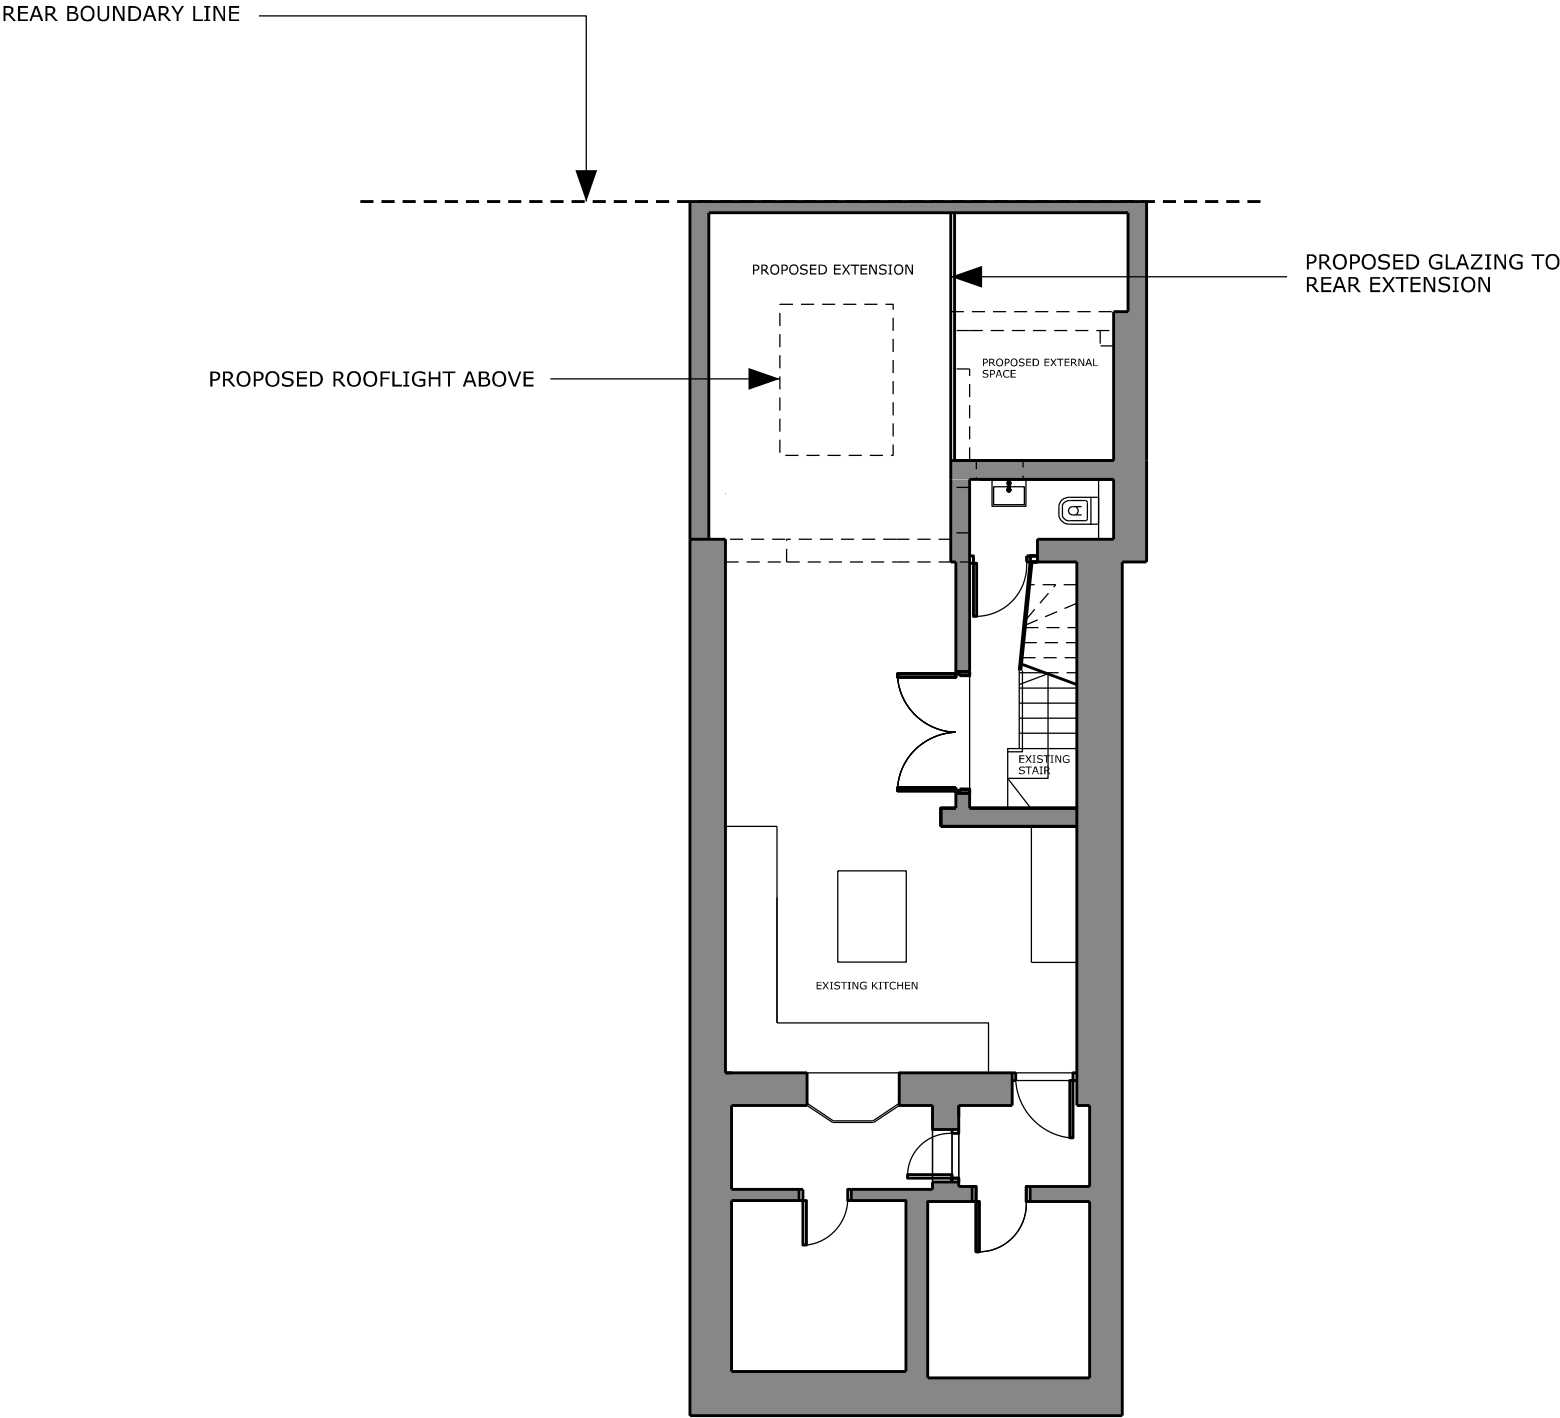 REAR BOUNDARY LINE
PROPOSED GLAZING TO
REAR EXTENSION
PROPOSED EXTENSION
PROPOSED EXTERNAL
SPACE
PROPOSED ROOFLIGHT ABOVE
EXISTING
STAIR
EXISTING KITCHEN